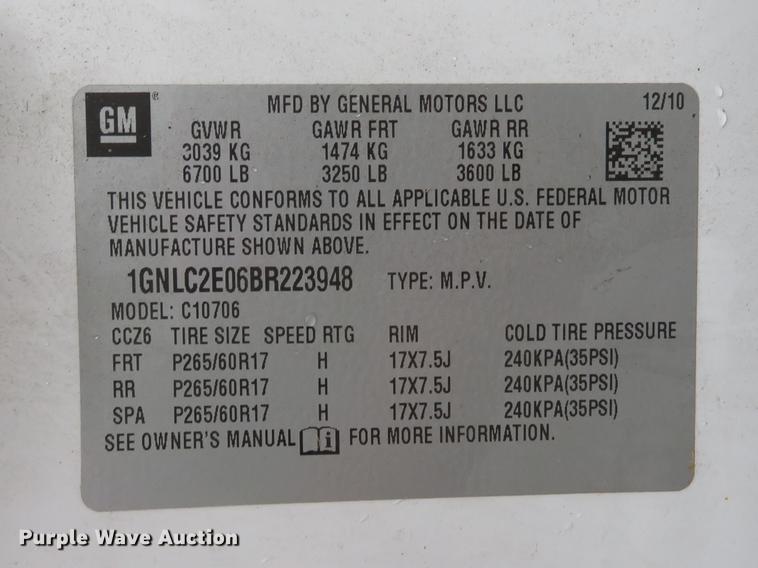 GM ®
MFD BY GENERAL MOTORS LLC 12/10
GVWR GAWR FRT GAWR RR
3039 KG 1474 KG 1633 KG
6700 LB 3250 LB 3600 LB
THIS VEHICLE CONFORMS TO ALL APPLICABLE U.S. FEDERAL MOTOR
VEHICLE SAFETY STANDARDS IN EFFECT ON THE DATE OF
MANUFACTURE SHOWN ABOVE.
1GNLC2E06BR223948 TYPE: M.P.V.
MODEL: C10706
CCZ6 TIRE SIZE SPEED RTG RIM COLD TIRE PRESSURE
FRT P265/60R17 H 17X7.5J 240KPA(35PSI)
RR P265/60R17 H 17X7.5J 240KPA(35PSI)
SPA P265/60R17 H 17X7.5J 240KPA(35PSI)
SEE OWNER'S MANUAL i FOR MORE INFORMATION.
Purple Wave Auction